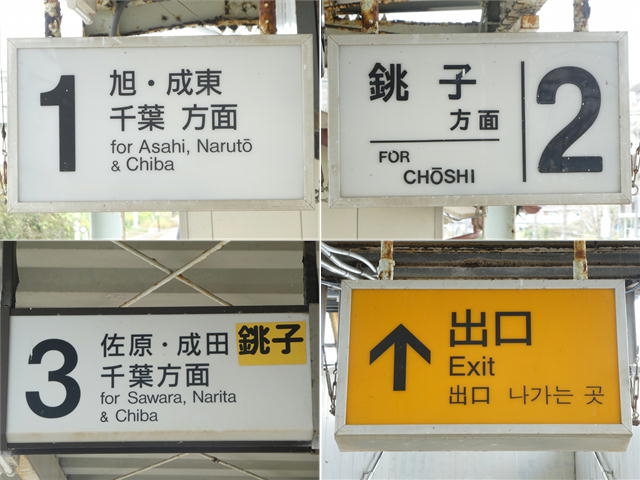 1
旭・成東
千葉 方面
for Asahi, Narutō
& Chiba
銚 子
方面
FOR
CHŌSHI
2
3
佐原・成田 銚子
千葉方面
for Sawara, Narita
& Chiba
↑
出口
Exit
出口 나가는 곳